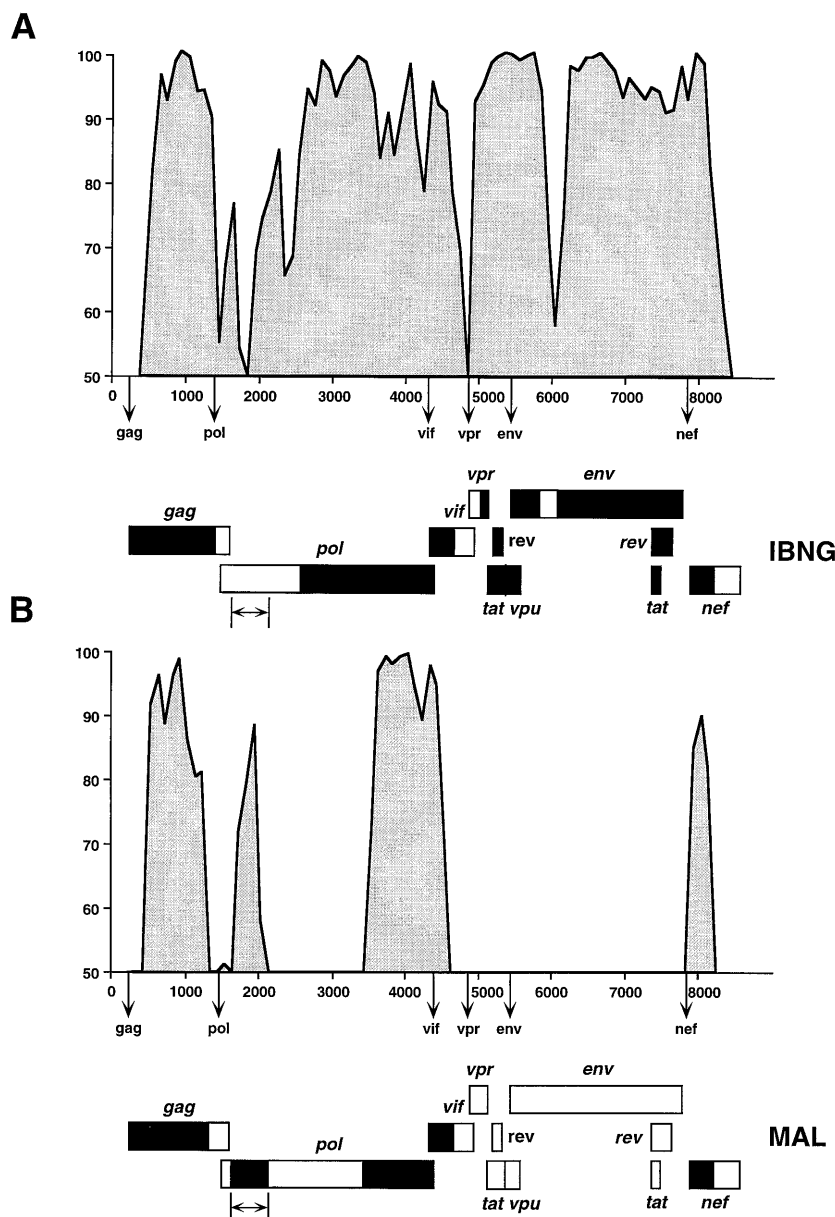 A
100
90
80
70
60
50
0 1000 2000 3000 4000 5000 6000 7000 8000
gag pol vif vpr env nef
vpr env
gag vif rev rev IBNG
pol
tat vpu tat nef
B
100
90
80
70
60
50
0 1000 2000 3000 4000 5000 6000 7000 8000
gag pol vif vpr env nef
vpr env
gag vif rev rev MAL
pol
tat vpu tat nef